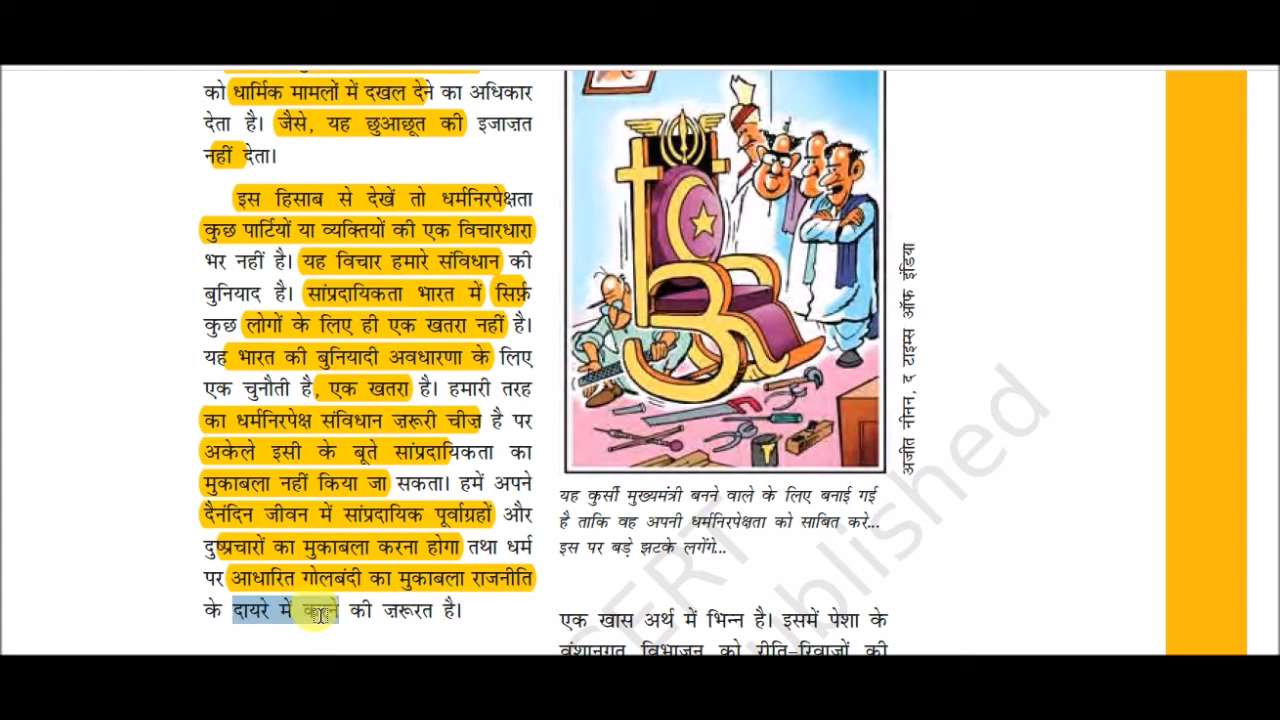 को धार्मिक मामलों में दखल देने का अधिकार
देता है। जैसे, यह छुआछूत की इजाज़त
नहीं देता।
इस हिसाब से देखें तो धर्मनिरपेक्षता
कुछ पार्टियों या व्यक्तियों की एक विचारधारा
भर नहीं है। यह विचार हमारे संविधान की
बुनियाद है। सांप्रदायिकता भारत में सिर्फ़
कुछ लोगों के लिए ही एक खतरा नहीं है।
यह भारत की बुनियादी अवधारणा के लिए
एक चुनौती है, एक खतरा है। हमारी तरह
का धर्मनिरपेक्ष संविधान ज़रूरी चीज़ है पर
अकेले इसी के बूते सांप्रदायिकता का
मुकाबला नहीं किया जा सकता। हमें अपने
दैनंदिन जीवन में सांप्रदायिक पूर्वाग्रहों और
दुष्प्रचारों का मुकाबला करना होगा तथा धर्म
पर आधारित गोलबंदी का मुकाबला राजनीति
के दायरे में करने की ज़रूरत है।
अजीत नीनन, द टाइम्स ऑफ इंडिया
यह कुर्सी मुख्यमंत्री बनने वाले के लिए बनाई गई
है ताकि वह अपनी धर्मनिरपेक्षता को साबित करे...
इस पर बड़े झटके लगेंगे...
एक खास अर्थ में भिन्न है। इसमें पेशा के
वंशानुगत विभाजन को रीति-रिवाजों की